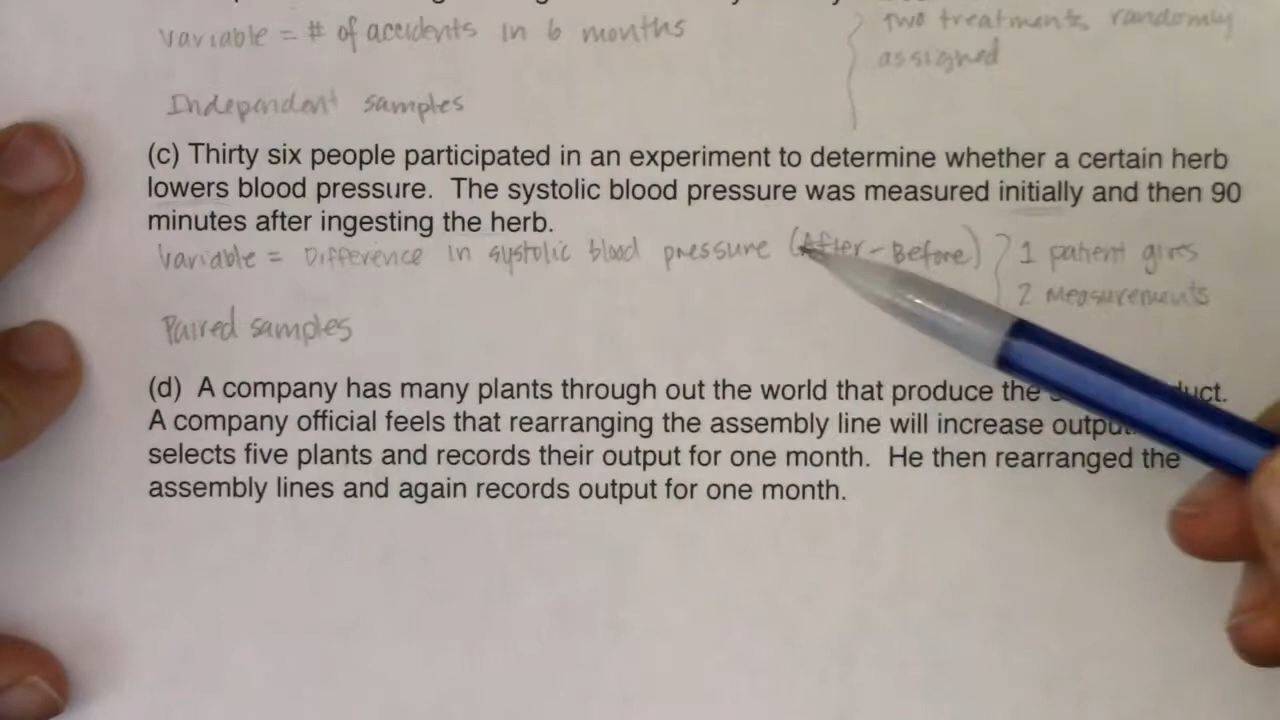 variable = # of accidents in 6 months
Two treatments randomly
assigned
Independent samples
(c) Thirty six people participated in an experiment to determine whether a certain herb
lowers blood pressure. The systolic blood pressure was measured initially and then 90
minutes after ingesting the herb.
Variable = Difference in systolic blood pressure (After - Before) 1 patient gives
2 measurements
Paired samples
(d) A company has many plants through out the world that produce the duct.
A company official feels that rearranging the assembly line will increase output.
selects five plants and records their output for one month. He then rearranged the
assembly lines and again records output for one month.